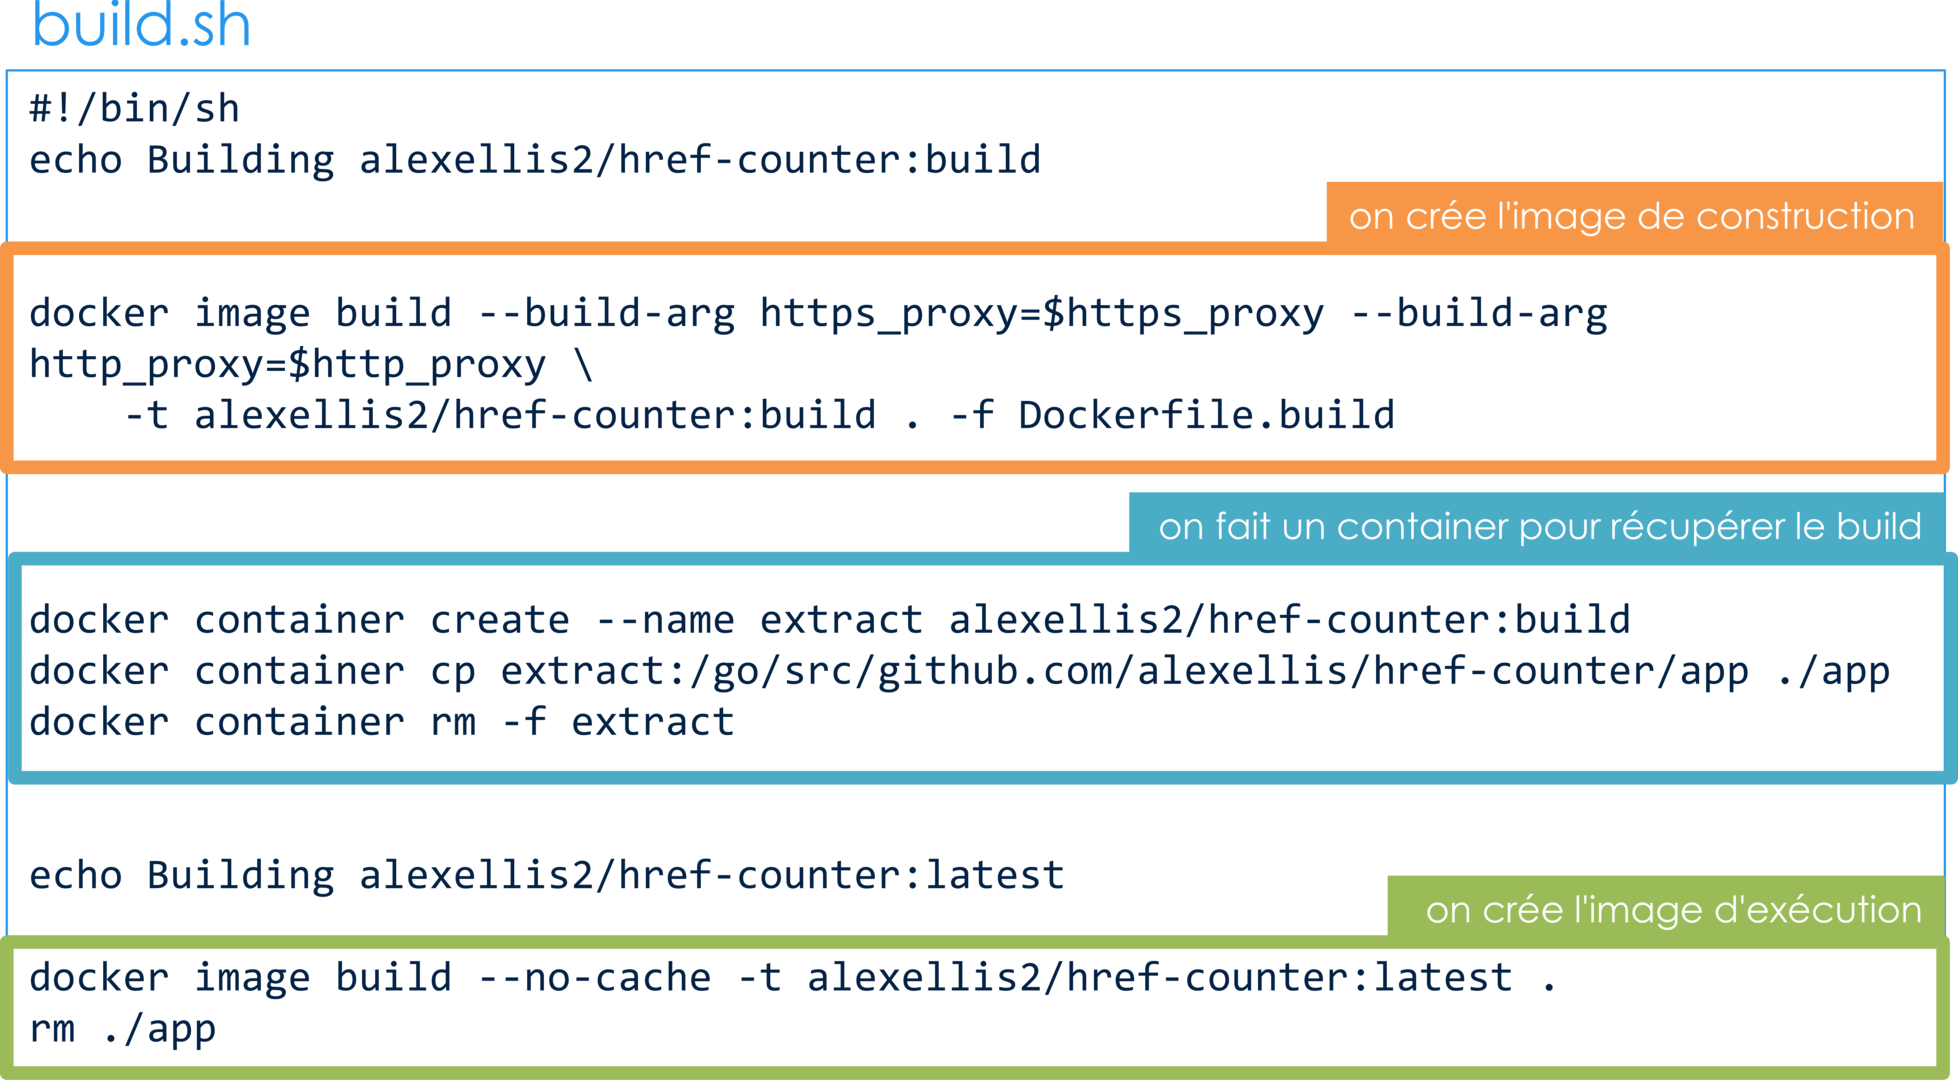 build.sh
#!/bin/sh
echo Building alexellis2/href-counter:build
on crée l'image de construction
docker image build --build-arg https_proxy=$https_proxy --build-arg
http_proxy=$http_proxy \
    -t alexellis2/href-counter:build . -f Dockerfile.build
on fait un container pour récupérer le build
docker container create --name extract alexellis2/href-counter:build
docker container cp extract:/go/src/github.com/alexellis/href-counter/app ./app
docker container rm -f extract
echo Building alexellis2/href-counter:latest
on crée l'image d'exécution
docker image build --no-cache -t alexellis2/href-counter:latest .
rm ./app